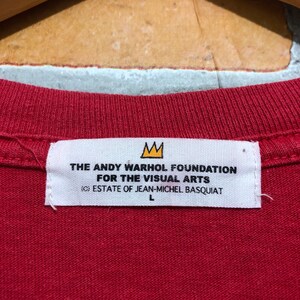 THE ANDY WARHOL FOUNDATION
FOR THE VISUAL ARTS
(C) ESTATE OF JEAN-MICHEL BASQUIAT
L